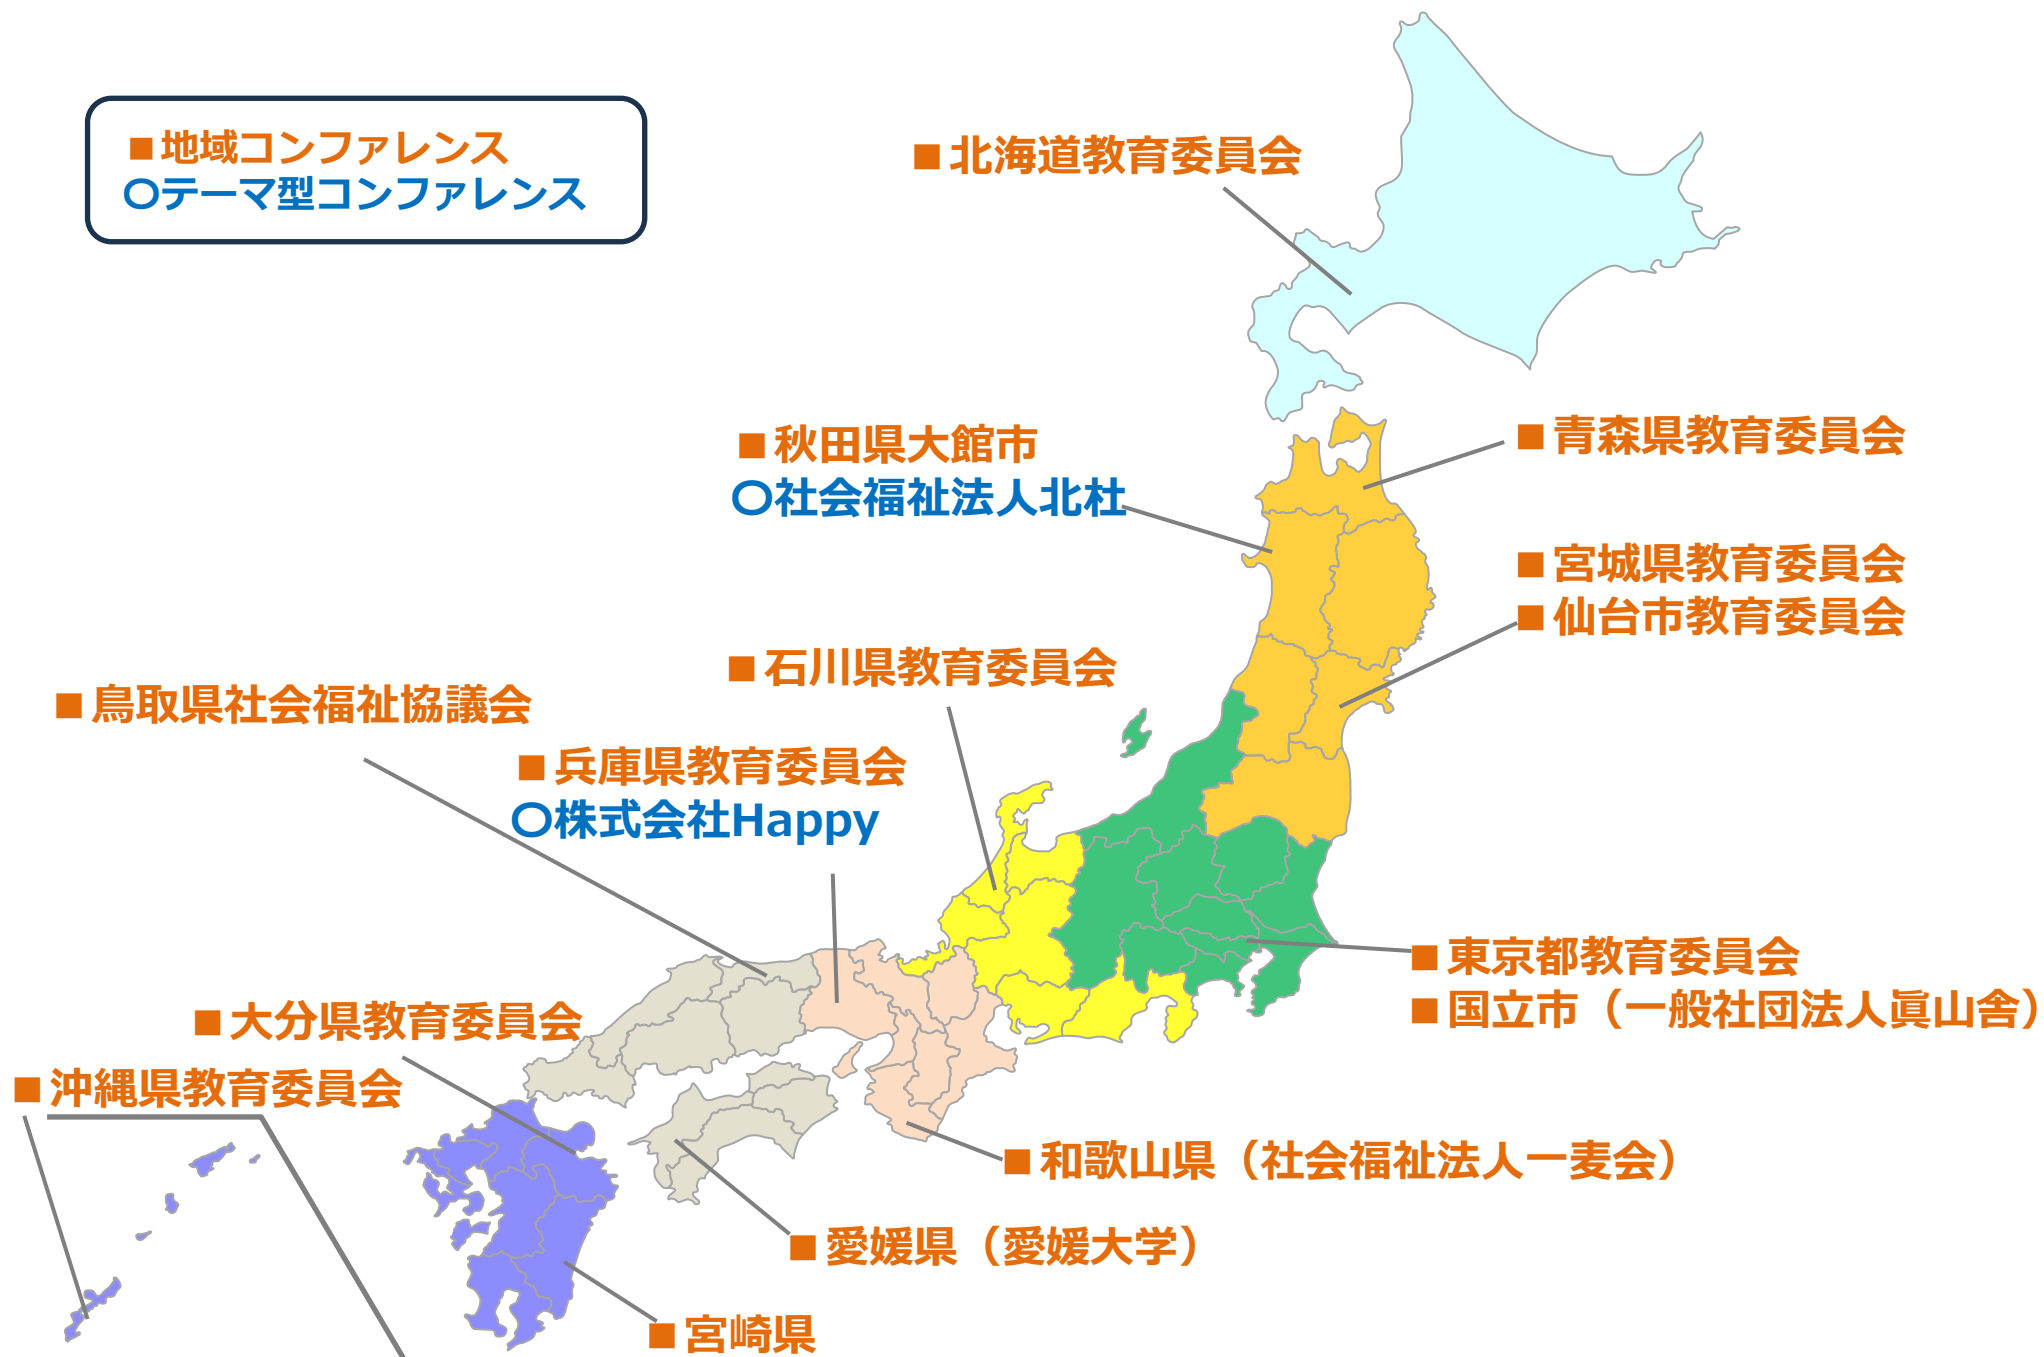 ■地域コンファレンス
〇テーマ型コンファレンス
■北海道教育委員会
■秋田県大館市
〇社会福祉法人北杜
■青森県教育委員会
■宮城県教育委員会
■仙台市教育委員会
■石川県教育委員会
■鳥取県社会福祉協議会
■兵庫県教育委員会
〇株式会社Happy
■東京都教育委員会
■国立市（一般社団法人眞山舎）
■大分県教育委員会
■沖縄県教育委員会
■和歌山県（社会福祉法人一麦会）
■愛媛県（愛媛大学）
■宮崎県